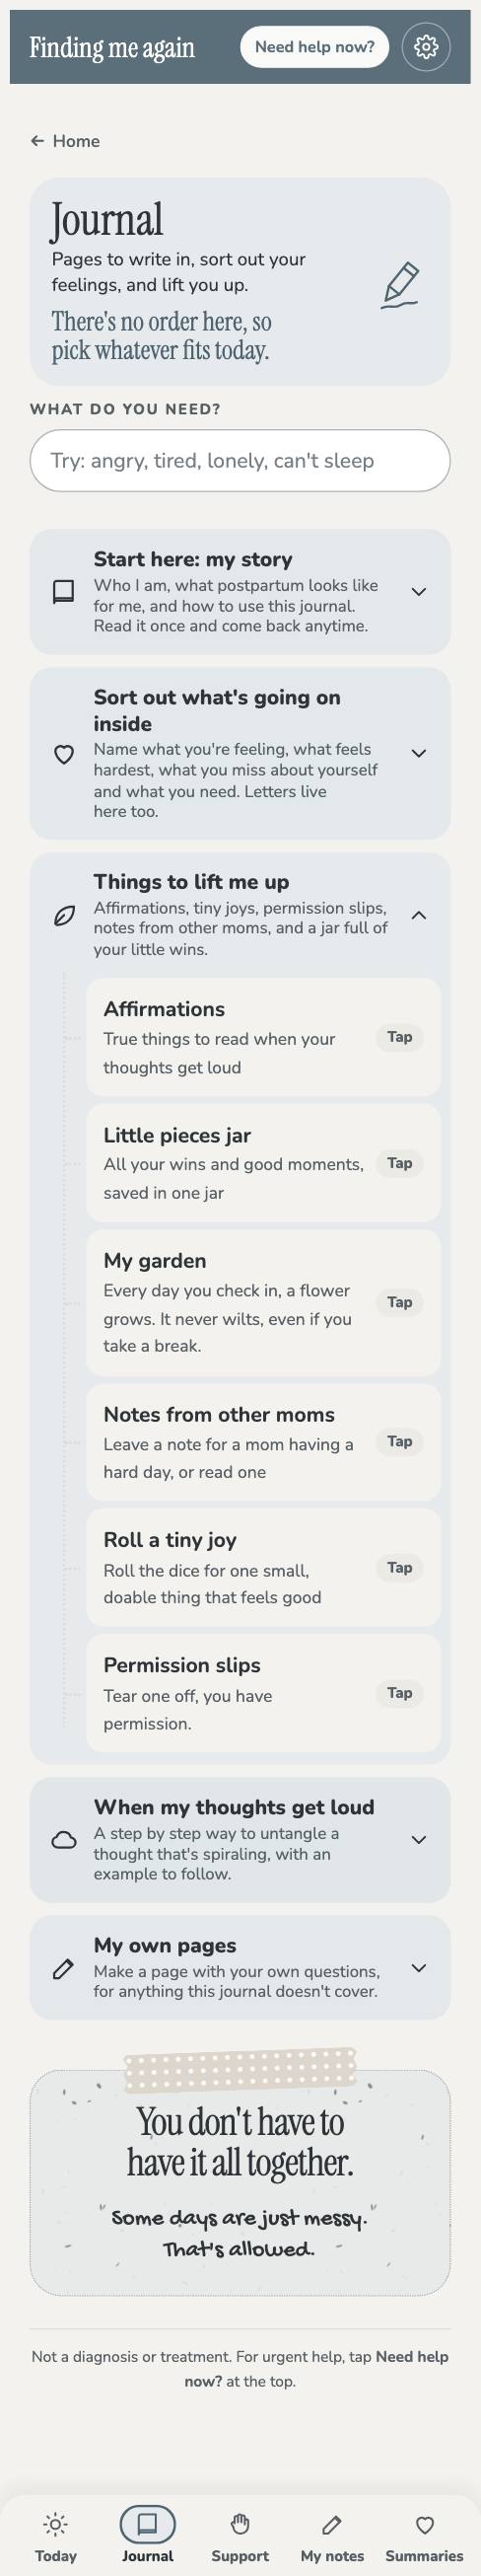 Finding me again
Need help now?
← Home
Journal
Pages to write in, sort out your
feelings, and lift you up.
There's no order here, so
pick whatever fits today.
WHAT DO YOU NEED?
Try: angry, tired, lonely, can't sleep
Start here: my story
Who I am, what postpartum looks like
for me, and how to use this journal.
Read it once and come back anytime.
Sort out what's going on
inside
Name what you're feeling, what feels
hardest, what you miss about yourself
and what you need. Letters live
here too.
Things to lift me up
Affirmations, tiny joys, permission slips,
notes from other moms, and a jar full of
your little wins.
Affirmations
True things to read when your
thoughts get loud
Tap
Little pieces jar
All your wins and good moments,
saved in one jar
Tap
My garden
Every day you check in, a flower
grows. It never wilts, even if you
take a break.
Tap
Notes from other moms
Leave a note for a mom having a
hard day, or read one
Tap
Roll a tiny joy
Roll the dice for one small,
doable thing that feels good
Tap
Permission slips
Tear one off, you have
permission.
Tap
When my thoughts get loud
A step by step way to untangle a
thought that's spiraling, with an
example to follow.
My own pages
Make a page with your own questions,
for anything this journal doesn't cover.
You don't have to
have it all together.
Some days are just messy.
That's allowed.
Not a diagnosis or treatment. For urgent help, tap Need help
now? at the top.
Today
Journal
Support
My notes
Summaries